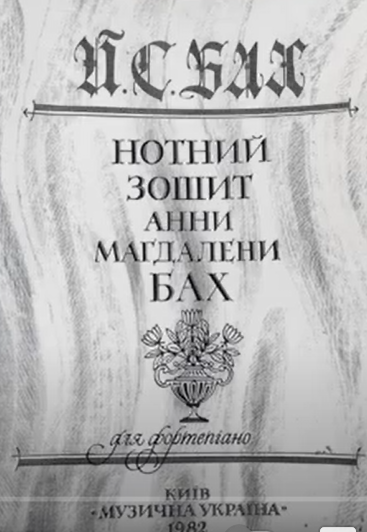 Й.С.БАХ
НОТНИЙ
ЗОШИТ
АННИ
МАГДАЛЕНИ
БАХ
для фортепіано
КИЇВ
«МУЗИЧНА УКРАЇНА»
1982